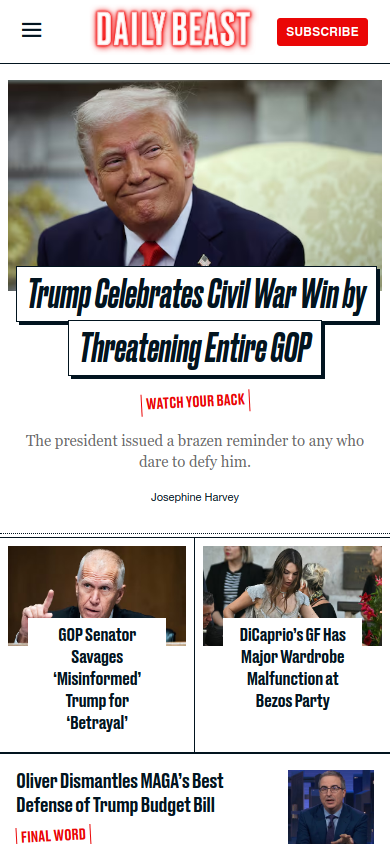 DAILY BEAST
SUBSCRIBE
Trump Celebrates Civil War Win by
Threatening Entire GOP
WATCH YOUR BACK
The president issued a brazen reminder to any who
dare to defy him.
Josephine Harvey
GOP Senator
Savages
‘Misinformed’
Trump for
‘Betrayal’
DiCaprio’s GF Has
Major Wardrobe
Malfunction at
Bezos Party
Oliver Dismantles MAGA’s Best
Defense of Trump Budget Bill
FINAL WORD